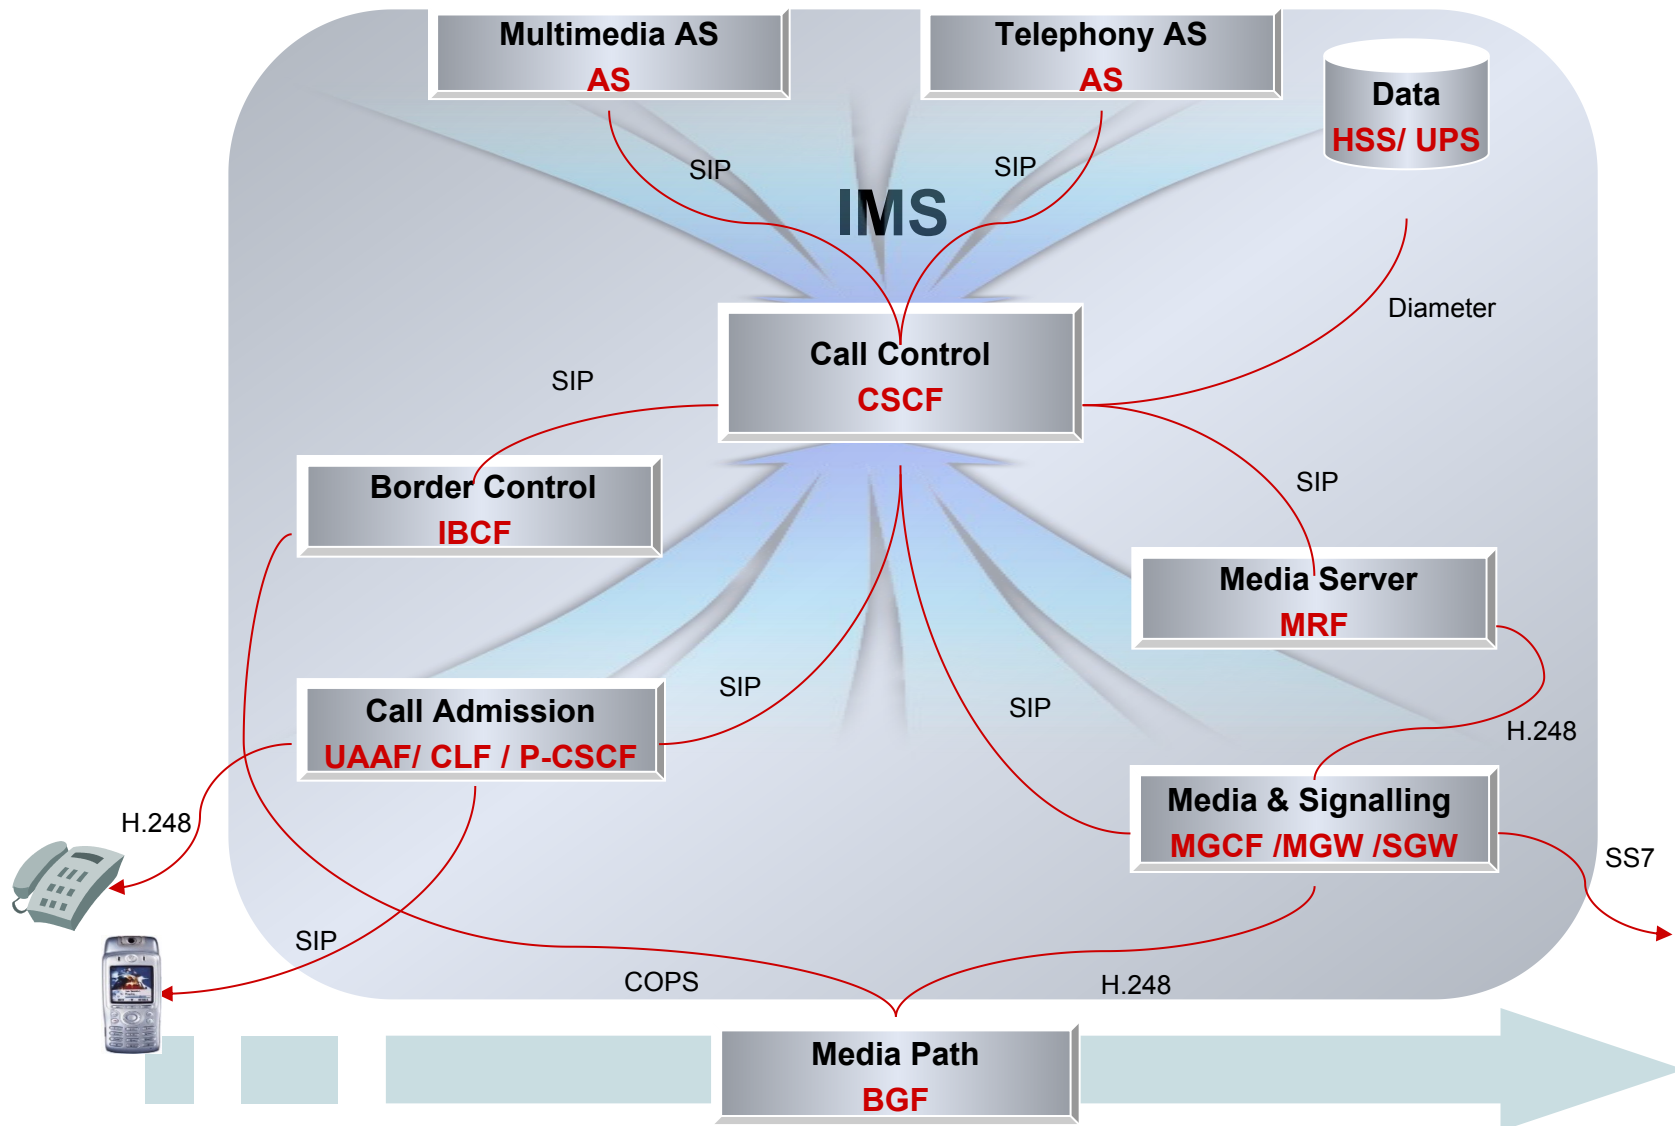 Multimedia AS
AS
Telephony AS
AS
Data
HSS/ UPS
SIP
SIP
IMS
Diameter
Call Control
CSCF
SIP
Border Control
IBCF
SIP
Media Server
MRF
SIP
SIP
Call Admission
UAAF/ CLF / P-CSCF
H.248
Media & Signalling
MGCF /MGW /SGW
H.248
SS7
SIP
COPS
H.248
Media Path
BGF